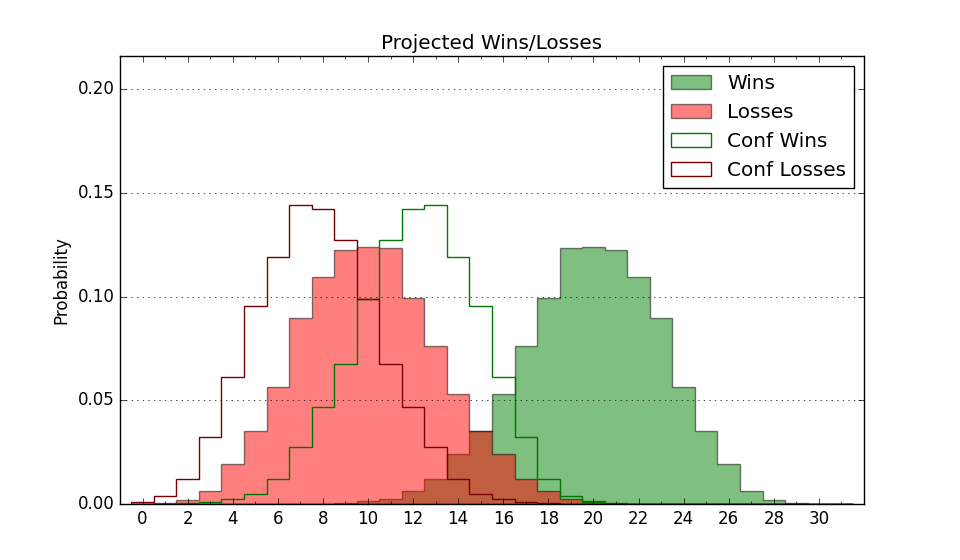 Projected Wins/Losses
Wins
Losses
Conf Wins
Conf Losses
Probability
0.20
0.15
0.10
0.05
0.00
0 2 4 6 8 10 12 14 16 18 20 22 24 26 28 30